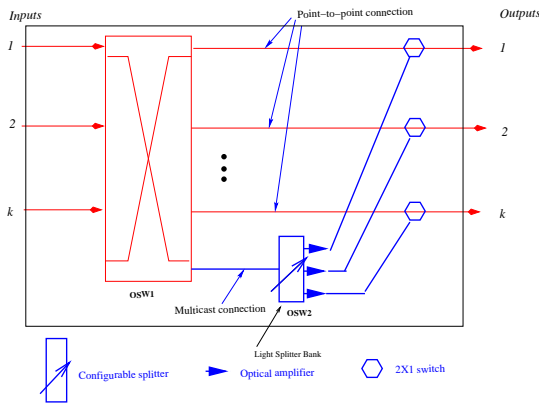 Inputs
Point-to-point connection
Outputs
1
1
2
2
k
k
OSW1
Multicast connection
OSW2
Light Splitter Bank
Configurable splitter
Optical amplifier
2X1 switch